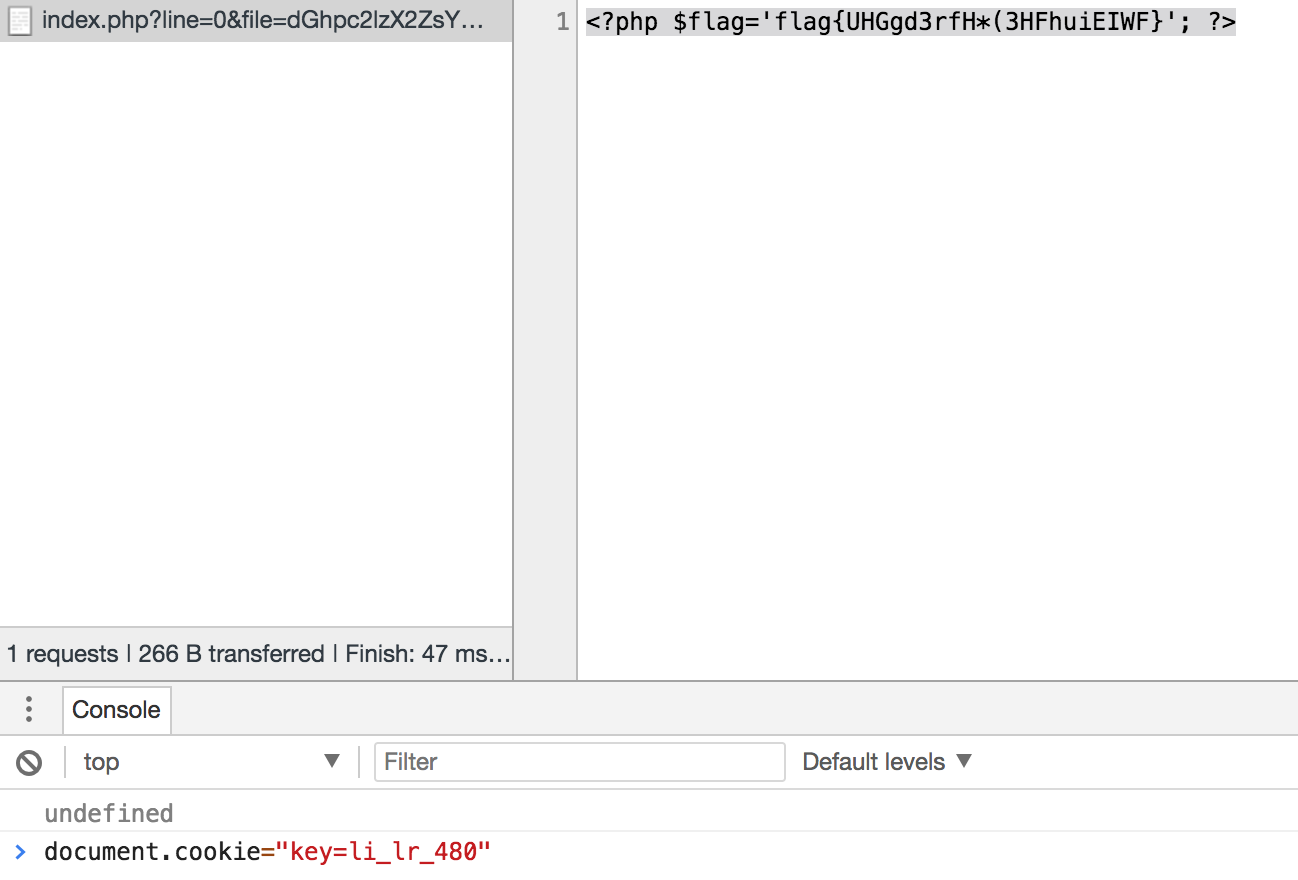 index.php?line=0&file=dGhpc2lzX2ZsY...
1 <?php $flag='flag{UHGgd3rfH*(3HFhuiEIWF}'; ?>
1 requests | 266 B transferred | Finish: 47 ms...
Console
top ▼ Filter Default levels ▼
undefined
> document.cookie="key=li_lr_480"